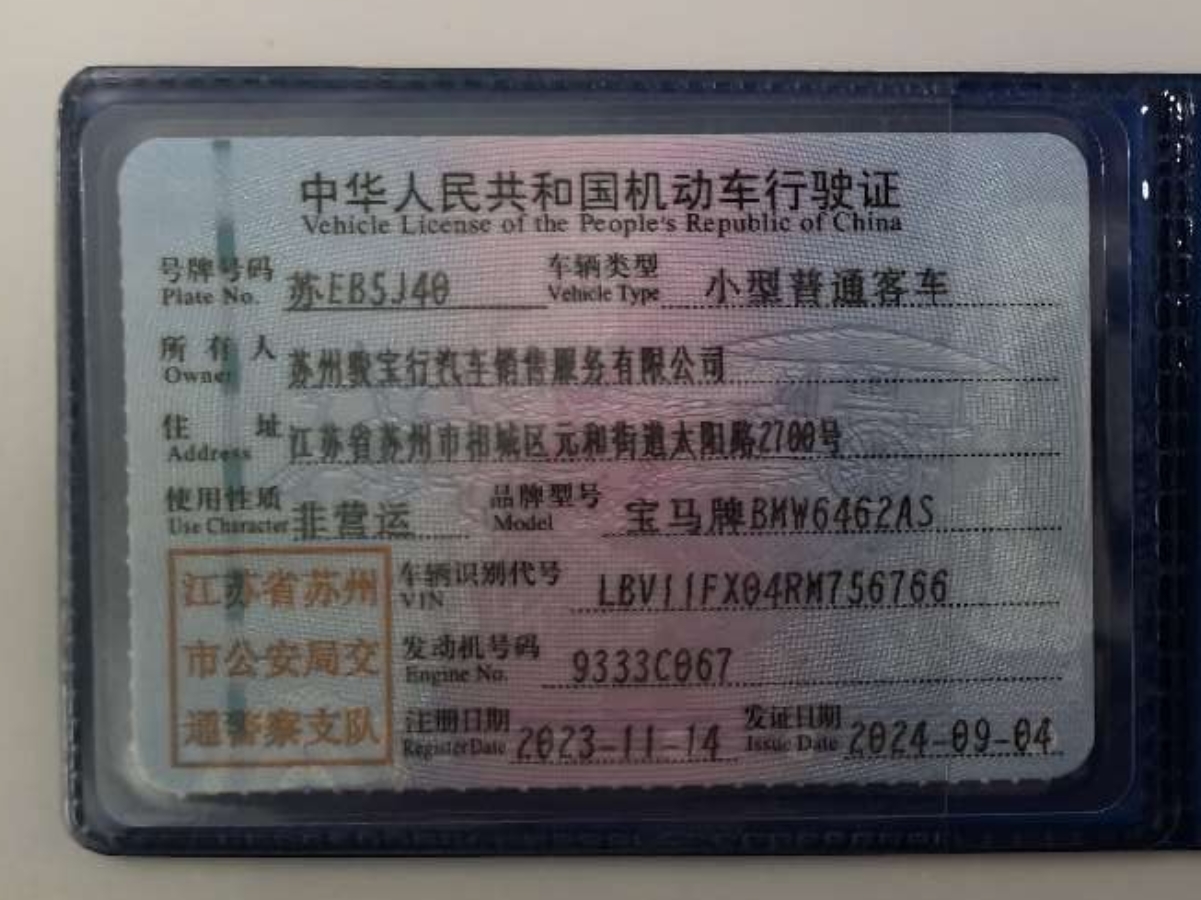 中华人民共和国机动车行驶证
Vehicle License of the People's Republic of China
号牌号码 苏EB5J40 车辆类型 小型普通客车
Plate No. Vehicle Type
所有人 苏州骏宝行汽车销售服务有限公司
Owner
住址 江苏省苏州市相城区元和街道太阳路2700号
Address
使用性质 非营运 品牌型号 宝马牌BMW6462AS
Use Character Model
江苏省苏州 车辆识别代号 LBV11FX04RM756766
VIN
市公安局交 发动机号码 9333C067
Engine No.
通警察支队 注册日期 2023-11-14 发证日期 2024-09-04
Register Date Issue Date